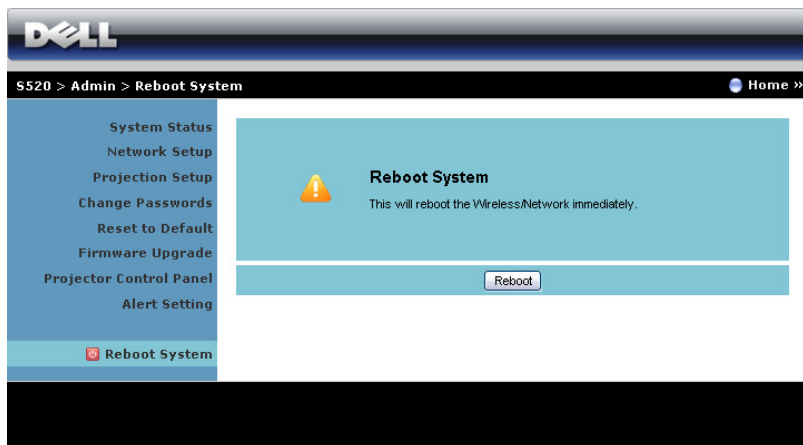 DELL
S520 > Admin > Reboot System
Home »
System Status
Network Setup
Projection Setup
Change Passwords
Reset to Default
Firmware Upgrade
Projector Control Panel
Alert Setting
Reboot System
Reboot System
This will reboot the Wireless/Network immediately.
Reboot